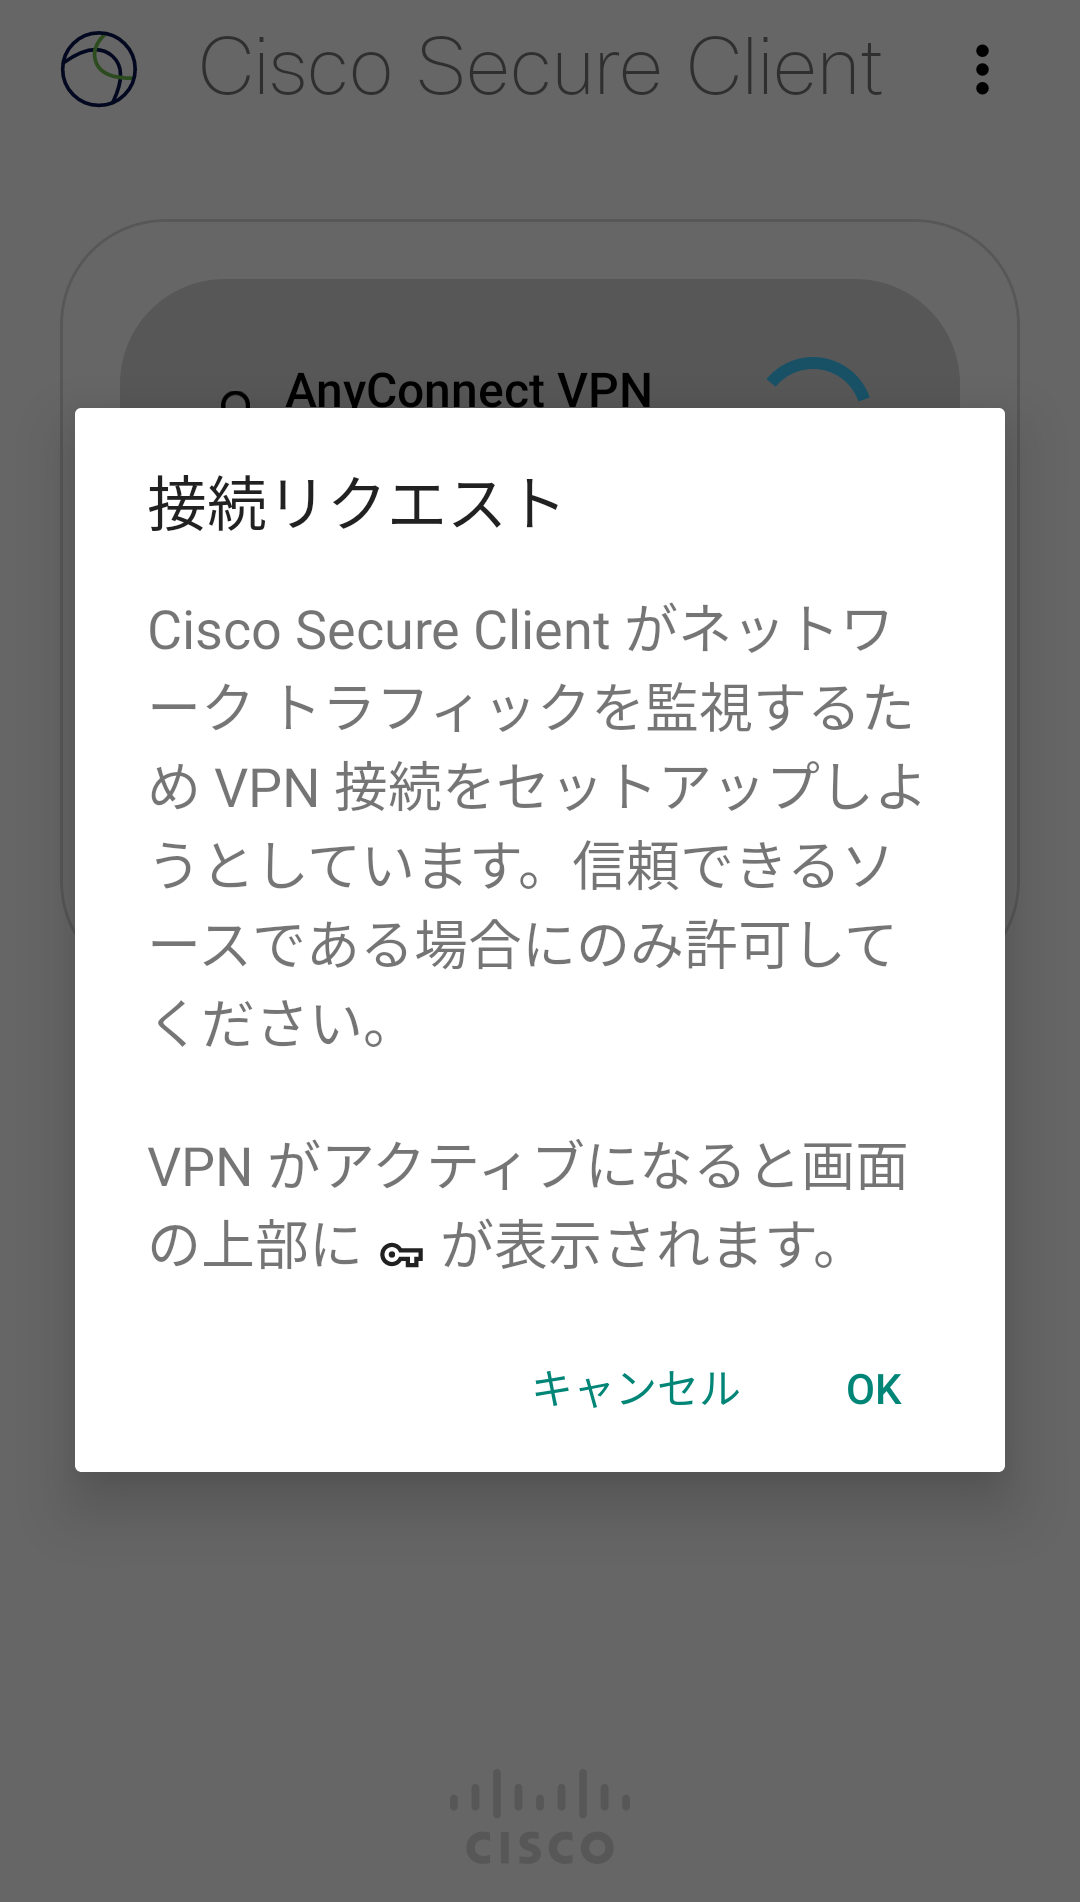 Cisco Secure Client
AnyConnect VPN
接続リクエスト
Cisco Secure Client がネットワ
ーク トラフィックを監視するた
め VPN 接続をセットアップしよ
うとしています。信頼できるソ
ースである場合にのみ許可して
ください。
VPN がアクティブになると画面
の上部に が表示されます。
キャンセル OK
CISCO